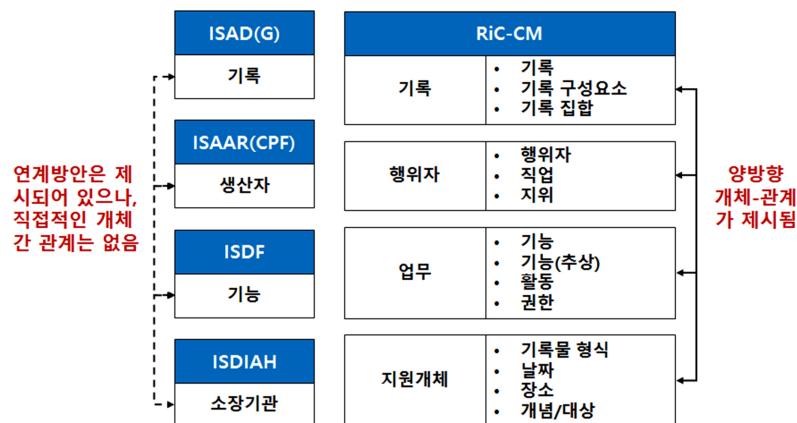 ISAD(G)
기록
ISAAR(CPF)
생산자
ISDF
기능
ISDIAH
소장기관
연계방안은 제
시되어 있으나,
직접적인 개체
간 관계는 없음
RiC-CM
기록
• 기록
• 기록 구성요소
• 기록 집합
행위자
• 행위자
• 직업
• 지위
업무
• 기능
• 기능(추상)
• 활동
• 권한
지원개체
• 기록물 형식
• 날짜
• 장소
• 개념/대상
양방향
개체-관계
가 제시됨